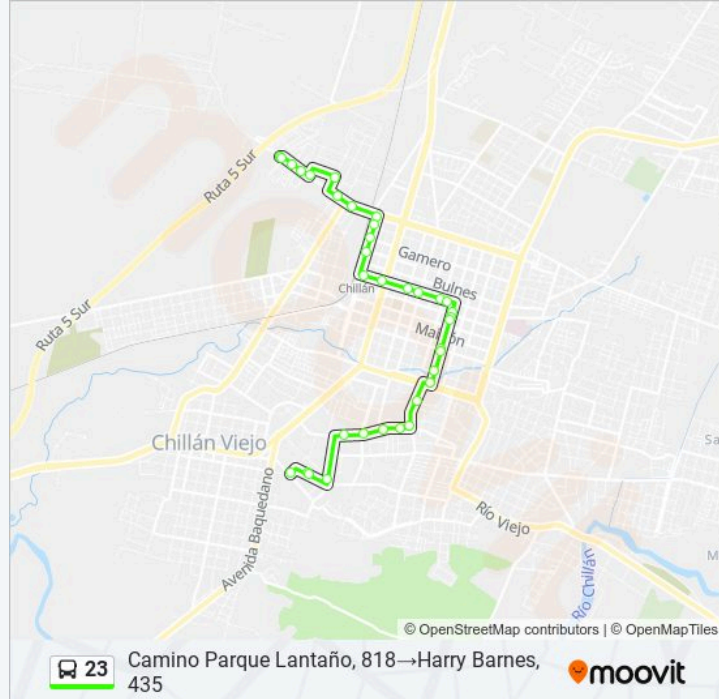 Ruta 5 Sur
Gamero
Bulnes
Chillán
Ruta 5 Sur
Chillán Viejo
Avenida Baquedano
Río Viejo
Río Chillán
© OpenStreetMap contributors | © OpenMapTiles
23
Camino Parque Lantaño, 818→Harry Barnes,
435
moovit